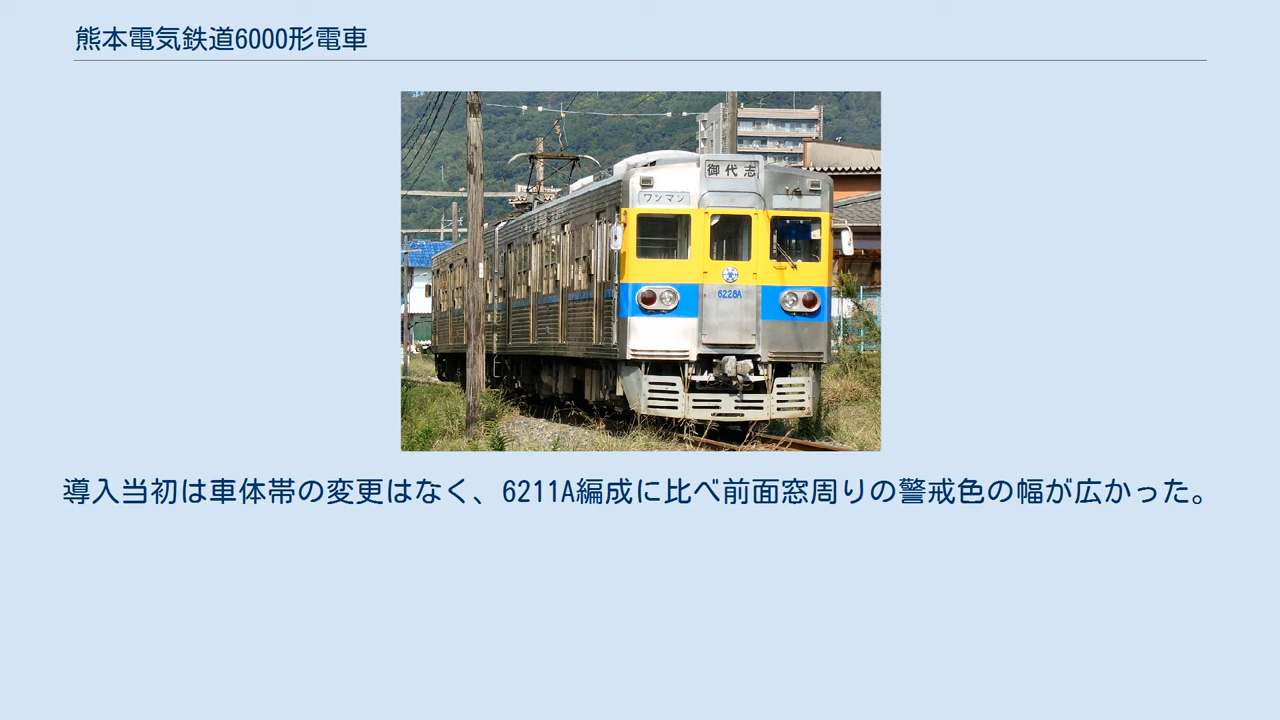 熊本電気鉄道6000形電車
御代志
ワンマン
6228A
導入当初は車体帯の変更はなく、6211A編成に比べ前面窓周りの警戒色の幅が広かった。